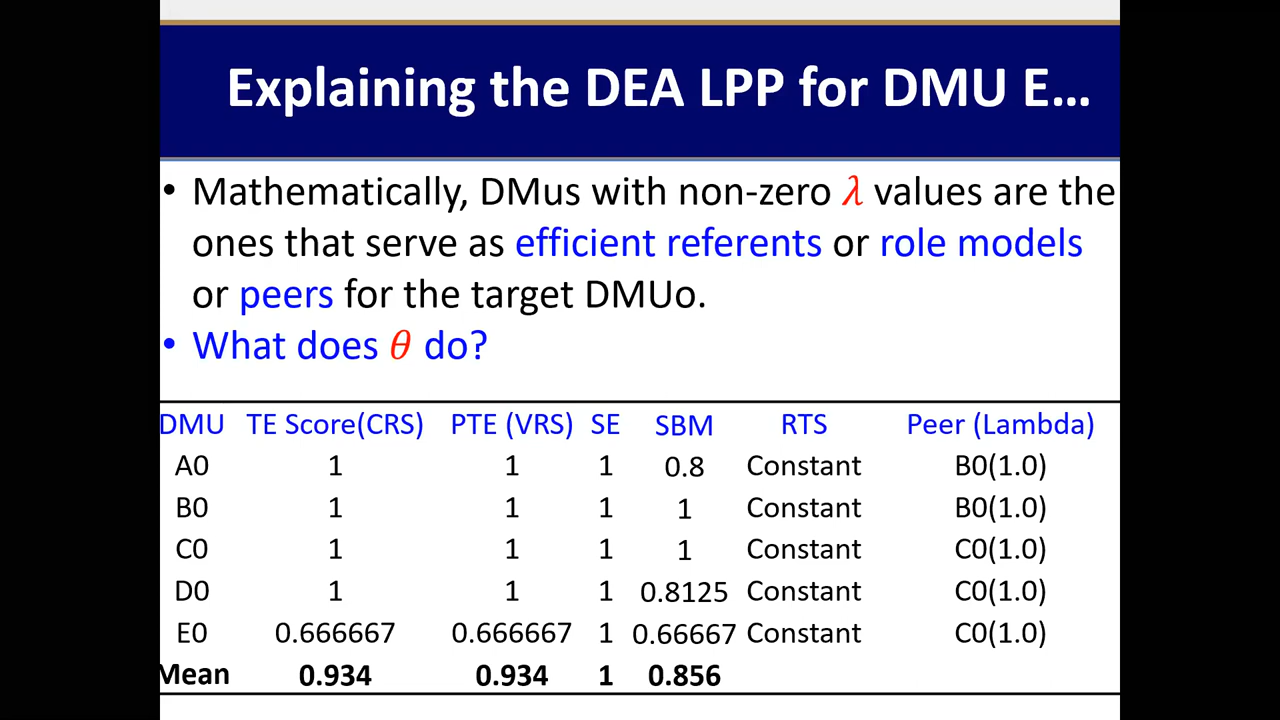 Explaining the DEA LPP for DMU E…
• Mathematically, DMus with non-zero λ values are the
ones that serve as efficient referents or role models
or peers for the target DMUo.
• What does θ do?
DMU TE Score(CRS) PTE (VRS) SE SBM RTS Peer (Lambda)
A0 1 1 1 0.8 Constant B0(1.0)
B0 1 1 1 1 Constant B0(1.0)
C0 1 1 1 1 Constant C0(1.0)
D0 1 1 1 0.8125 Constant C0(1.0)
E0 0.666667 0.666667 1 0.66667 Constant C0(1.0)
Mean 0.934 0.934 1 0.856